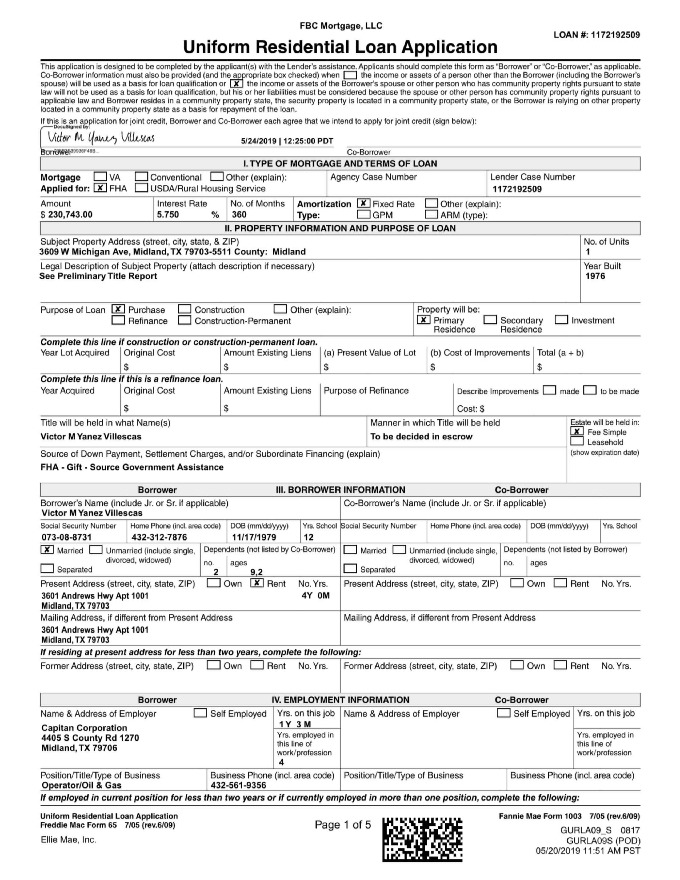 FBC Mortgage, LLC
LOAN #: 1172192509
Uniform Residential Loan Application
This application is designed to be completed by the applicant(s) with the Lender's assistance. Applicants should complete this form as "Borrower" or "Co-Borrower," as applicable.
Co-Borrower information must also be provided (and the appropriate box checked) when the income or assets of a person other than the Borrower (including the Borrower's
spouse) will be used as a basis for loan qualification or X the income or assets of the Borrower's spouse or other person who has community property rights pursuant to state
law will not be used as a basis for loan qualification, but his or her liabilities must be considered because the spouse or other person has community property rights pursuant to
applicable law and Borrower resides in a community property state, the security property is located in a community property state, or the Borrower is relying on other property
located in a community property state as a basis for repayment of the loan.
If this is an application for joint credit, Borrower and Co-Borrower each agree that we intend to apply for joint credit (sign below):
DocuSigned by:
Victor M Yanez Villescas 5/24/2019 | 12:25:00 PDT
Borrower Co-Borrower
I. TYPE OF MORTGAGE AND TERMS OF LOAN
Mortgage VA Conventional Other (explain): Agency Case Number Lender Case Number
Applied for: X FHA USDA/Rural Housing Service 1172192509
Amount Interest Rate No. of Months Amortization X Fixed Rate Other (explain):
$ 230,743.00 5.750 % 360 Type: GPM ARM (type):
II. PROPERTY INFORMATION AND PURPOSE OF LOAN
Subject Property Address (street, city, state, & ZIP) No. of Units
3609 W Michigan Ave, Midland, TX 79703-5511 County: Midland 1
Legal Description of Subject Property (attach description if necessary) Year Built
See Preliminary Title Report 1976
Purpose of Loan X Purchase Construction Other (explain): Property will be:
Refinance Construction-Permanent X Primary Residence Secondary Residence Investment
Complete this line if construction or construction-permanent loan.
Year Lot Acquired Original Cost Amount Existing Liens (a) Present Value of Lot (b) Cost of Improvements Total (a + b)
$ $ $ $ $
Complete this line if this is a refinance loan.
Year Acquired Original Cost Amount Existing Liens Purpose of Refinance Describe Improvements made to be made
$ $ Cost: $
Title will be held in what Name(s) Manner in which Title will be held Estate will be held in:
Victor M Yanez Villescas To be decided in escrow X Fee Simple
Leasehold
Source of Down Payment, Settlement Charges, and/or Subordinate Financing (explain) (show expiration date)
FHA - Gift - Source Government Assistance
Borrower III. BORROWER INFORMATION Co-Borrower
Borrower's Name (include Jr. or Sr. if applicable) Co-Borrower's Name (include Jr. or Sr. if applicable)
Victor M Yanez Villescas
Social Security Number Home Phone (incl. area code) DOB (mm/dd/yyyy) Yrs. School Social Security Number Home Phone (incl. area code) DOB (mm/dd/yyyy) Yrs. School
073-08-8731 432-312-7876 11/17/1979 12
X Married Unmarried (include single, divorced, widowed) Dependents (not listed by Co-Borrower) Married Unmarried (include single, divorced, widowed) Dependents (not listed by Borrower)
Separated no. 2 ages 9,2 Separated no. ages
Present Address (street, city, state, ZIP) Own X Rent No. Yrs. Present Address (street, city, state, ZIP) Own Rent No. Yrs.
3601 Andrews Hwy Apt 1001 4Y 0M
Midland, TX 79703
Mailing Address, if different from Present Address Mailing Address, if different from Present Address
3601 Andrews Hwy Apt 1001
Midland, TX 79703
If residing at present address for less than two years, complete the following:
Former Address (street, city, state, ZIP) Own Rent No. Yrs. Former Address (street, city, state, ZIP) Own Rent No. Yrs.
Borrower IV. EMPLOYMENT INFORMATION Co-Borrower
Name & Address of Employer Self Employed Yrs. on this job Name & Address of Employer Self Employed Yrs. on this job
1 Y 3 M
Capitan Corporation
4405 S County Rd 1270
Midland, TX 79706
Yrs. employed in this line of work/profession Yrs. employed in this line of work/profession
4
Position/Title/Type of Business Business Phone (incl. area code) Position/Title/Type of Business Business Phone (incl. area code)
Operator/Oil & Gas 432-561-9356
If employed in current position for less than two years or if currently employed in more than one position, complete the following:
Uniform Residential Loan Application Fannie Mae Form 1003 7/05 (rev.6/09)
Freddie Mac Form 65 7/05 (rev.6/09)
Page 1 of 5
Ellie Mae, Inc.
GURLA09_S 0817
GURLA09S (POD)
05/20/2019 11:51 AM PST